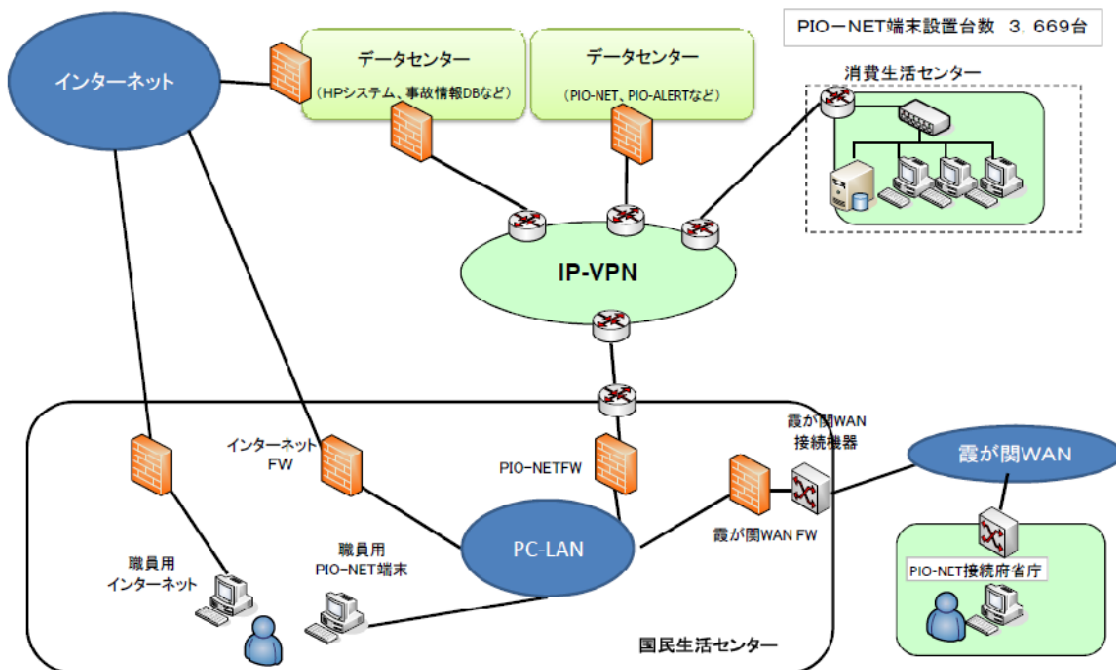 PIO－NET端末設置台数 3,669台
インターネット
データセンター
（HPシステム、事故情報DBなど）
データセンター
（PIO-NET、PIO-ALERTなど）
消費生活センター
IP-VPN
インターネット
FW
PIO-NETFW
霞が関WAN
接続機器
霞が関WAN
PC-LAN
霞が関WAN FW
職員用
インターネット
職員用
PIO-NET端末
PIO-NET接続府省庁
国民生活センター